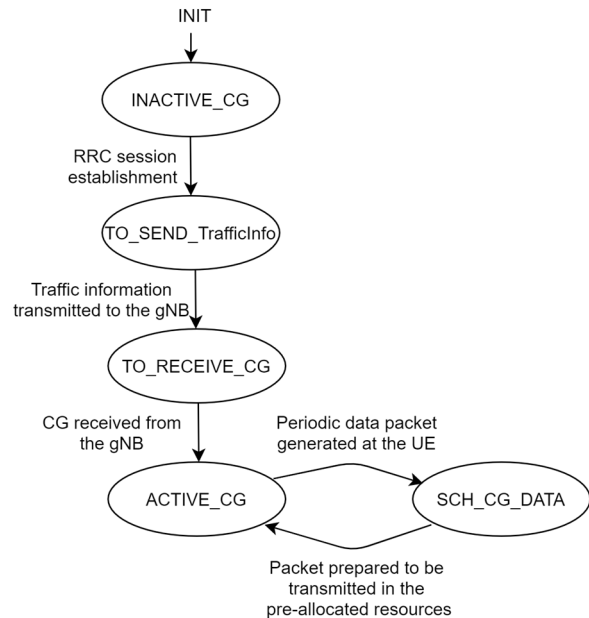 INIT
INACTIVE_CG
RRC session
establishment
TO_SEND_TrafficInfo
Traffic information
transmitted to the gNB
TO_RECEIVE_CG
CG received from
the gNB
Periodic data packet
generated at the UE
ACTIVE_CG
SCH_CG_DATA
Packet prepared to be
transmitted in the
pre-allocated resources